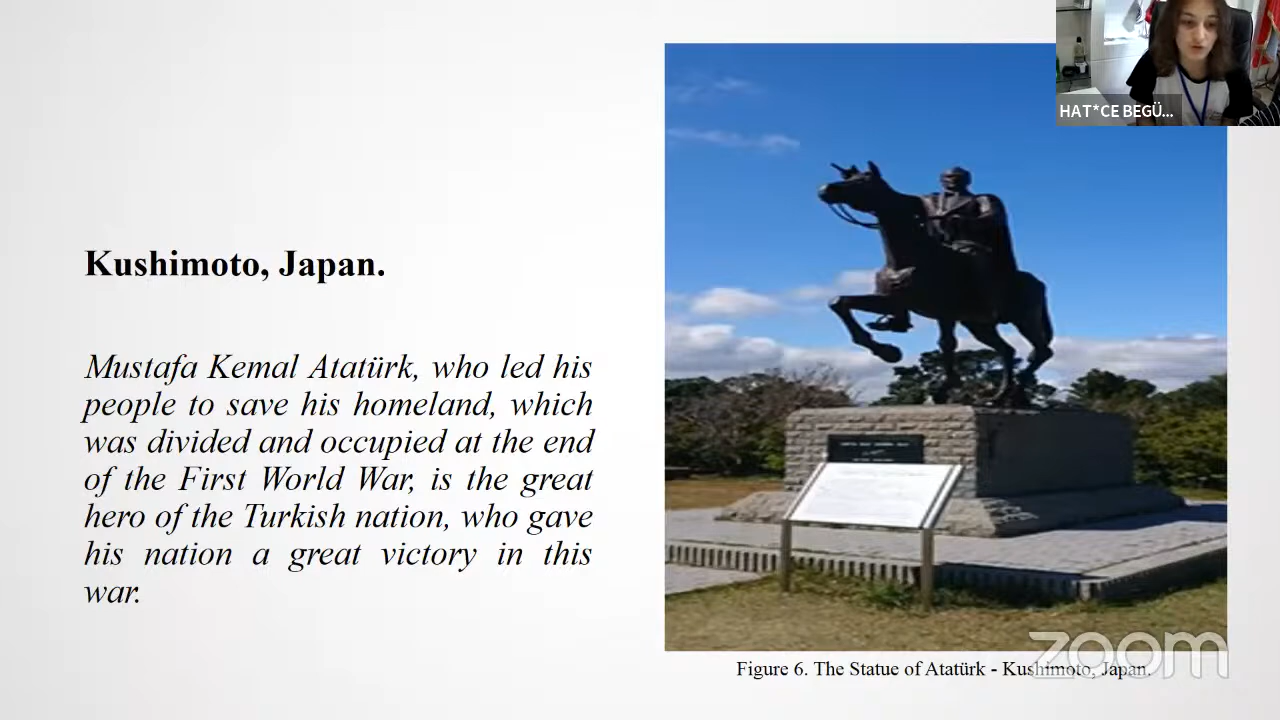 HAT*CE BEGÜ...
Kushimoto, Japan.
Mustafa Kemal Atatürk, who led his
people to save his homeland, which
was divided and occupied at the end
of the First World War, is the great
hero of the Turkish nation, who gave
his nation a great victory in this
war.
zoom
Figure 6. The Statue of Atatürk - Kushimoto, Japan.